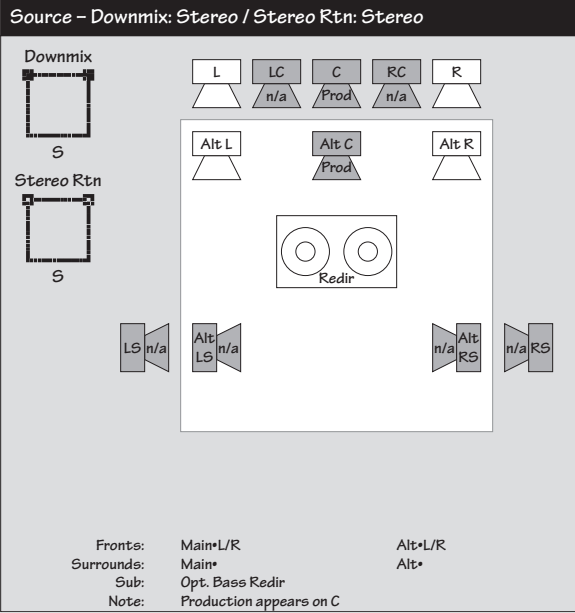 Source – Downmix: Stereo / Stereo Rtn: Stereo
Downmix
S
Stereo Rtn
S
L
LC
n/a
C
Prod
RC
n/a
R
Alt L
Alt C
Prod
Alt R
Redir
LS n/a
Alt
LS
n/a
n/a
Alt
RS
n/a RS
Fronts: Main•L/R Alt•L/R
Surrounds: Main• Alt•
Sub: Opt. Bass Redir
Note: Production appears on C